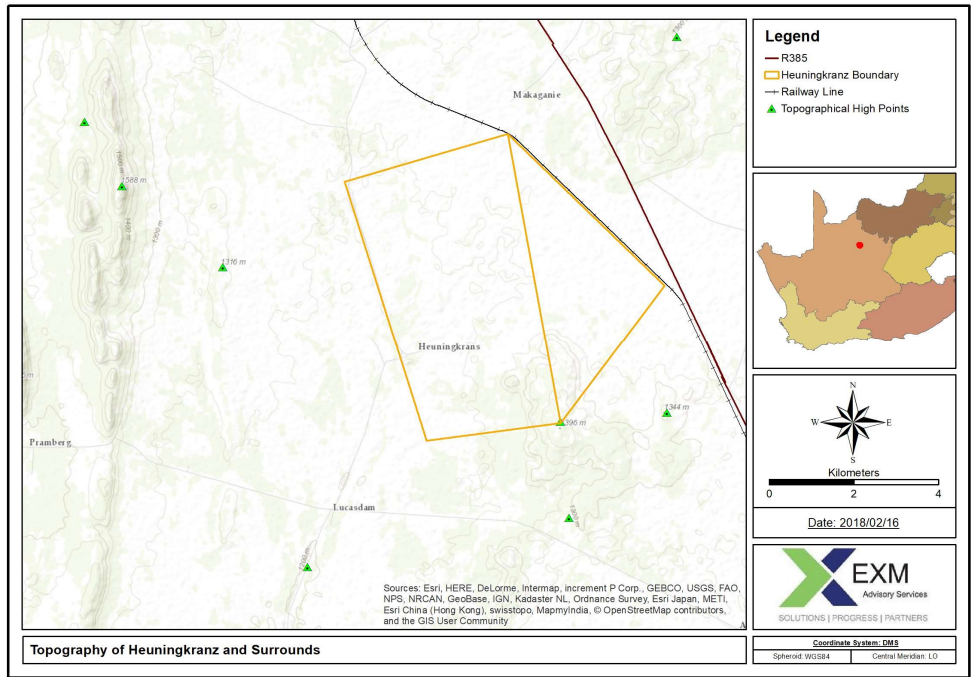 1300 m
Makaganie
1500 m
1588 m
1400 m
1300 m
1316 m
Heuningkrans
1344 m
1396 m
Pramberg
Lucasdam
Sources: Esri, HERE, DeLorme, Intermap, increment P Corp., GEBCO, USGS, FAO,
NPS, NRCAN, GeoBase, IGN, Kadaster NL, Ordnance Survey, Esri Japan, METI,
Esri China (Hong Kong), swisstopo, MapmyIndia, © OpenStreetMap contributors,
and the GIS User Community
Topography of Heuningkranz and Surrounds
Legend
R385
Heuningkranz Boundary
Railway Line
Topographical High Points
N
W
E
S
Kilometers
0 2 4
Date: 2018/02/16
EXM
Advisory Services
SOLUTIONS | PROGRESS | PARTNERS
Coordinate System: DMS
Spheroid: WGS84
Central Meridian: LO